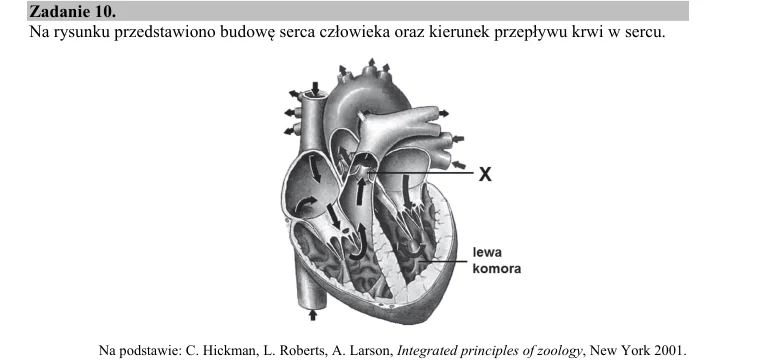 Zadanie 10.
Na rysunku przedstawiono budowę serca człowieka oraz kierunek przepływu krwi w sercu.
X
lewa
komora
Na podstawie: C. Hickman, L. Roberts, A. Larson, Integrated principles of zoology, New York 2001.